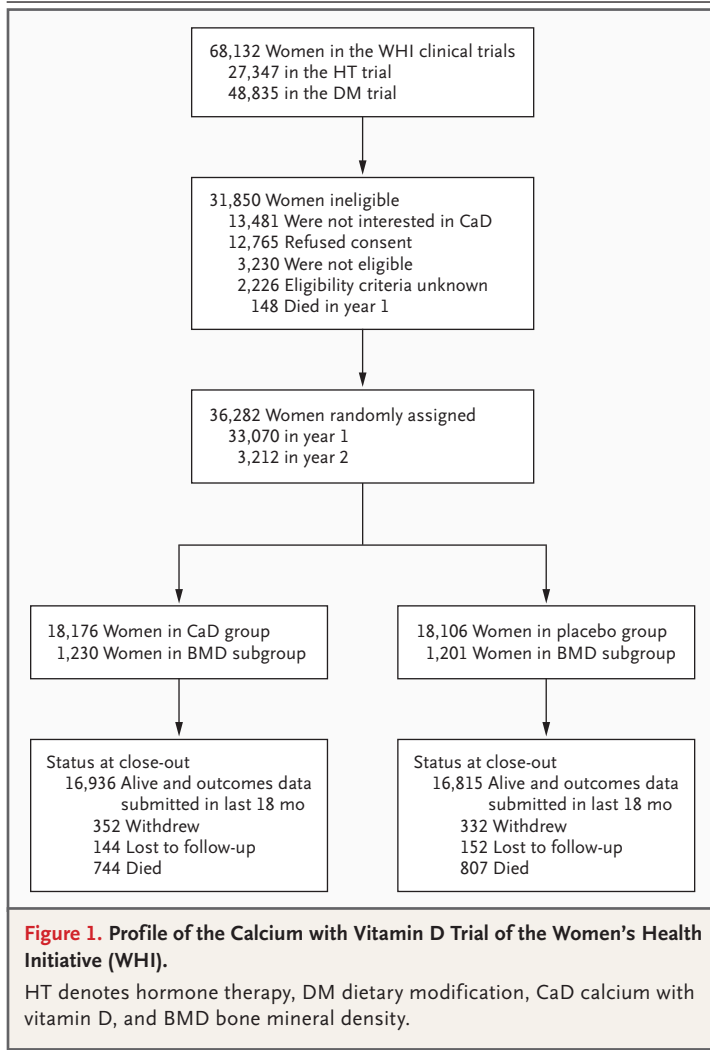 68,132 Women in the WHI clinical trials
27,347 in the HT trial
48,835 in the DM trial
31,850 Women ineligible
13,481 Were not interested in CaD
12,765 Refused consent
3,230 Were not eligible
2,226 Eligibility criteria unknown
148 Died in year 1
36,282 Women randomly assigned
33,070 in year 1
3,212 in year 2
18,176 Women in CaD group
1,230 Women in BMD subgroup
18,106 Women in placebo group
1,201 Women in BMD subgroup
Status at close-out
16,936 Alive and outcomes data
submitted in last 18 mo
352 Withdrew
144 Lost to follow-up
744 Died
Status at close-out
16,815 Alive and outcomes data
submitted in last 18 mo
332 Withdrew
152 Lost to follow-up
807 Died
Figure 1. Profile of the Calcium with Vitamin D Trial of the Women’s Health
Initiative (WHI).
HT denotes hormone therapy, DM dietary modification, CaD calcium with
vitamin D, and BMD bone mineral density.